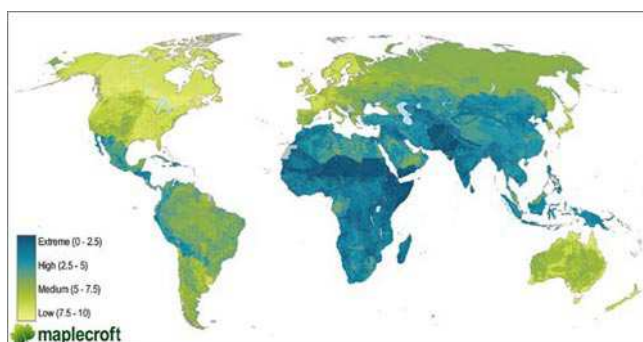 Extreme (0 - 2.5)
High (2.5 - 5)
Medium (5 - 7.5)
Low (7.5 - 10)
maplecroft